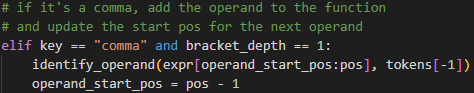 # if it's a comma, add the operand to the function
# and update the start pos for the next operand
elif key == "comma" and bracket_depth == 1:
    identify_operand(expr[operand_start_pos:pos], tokens[-1])
    operand_start_pos = pos - 1